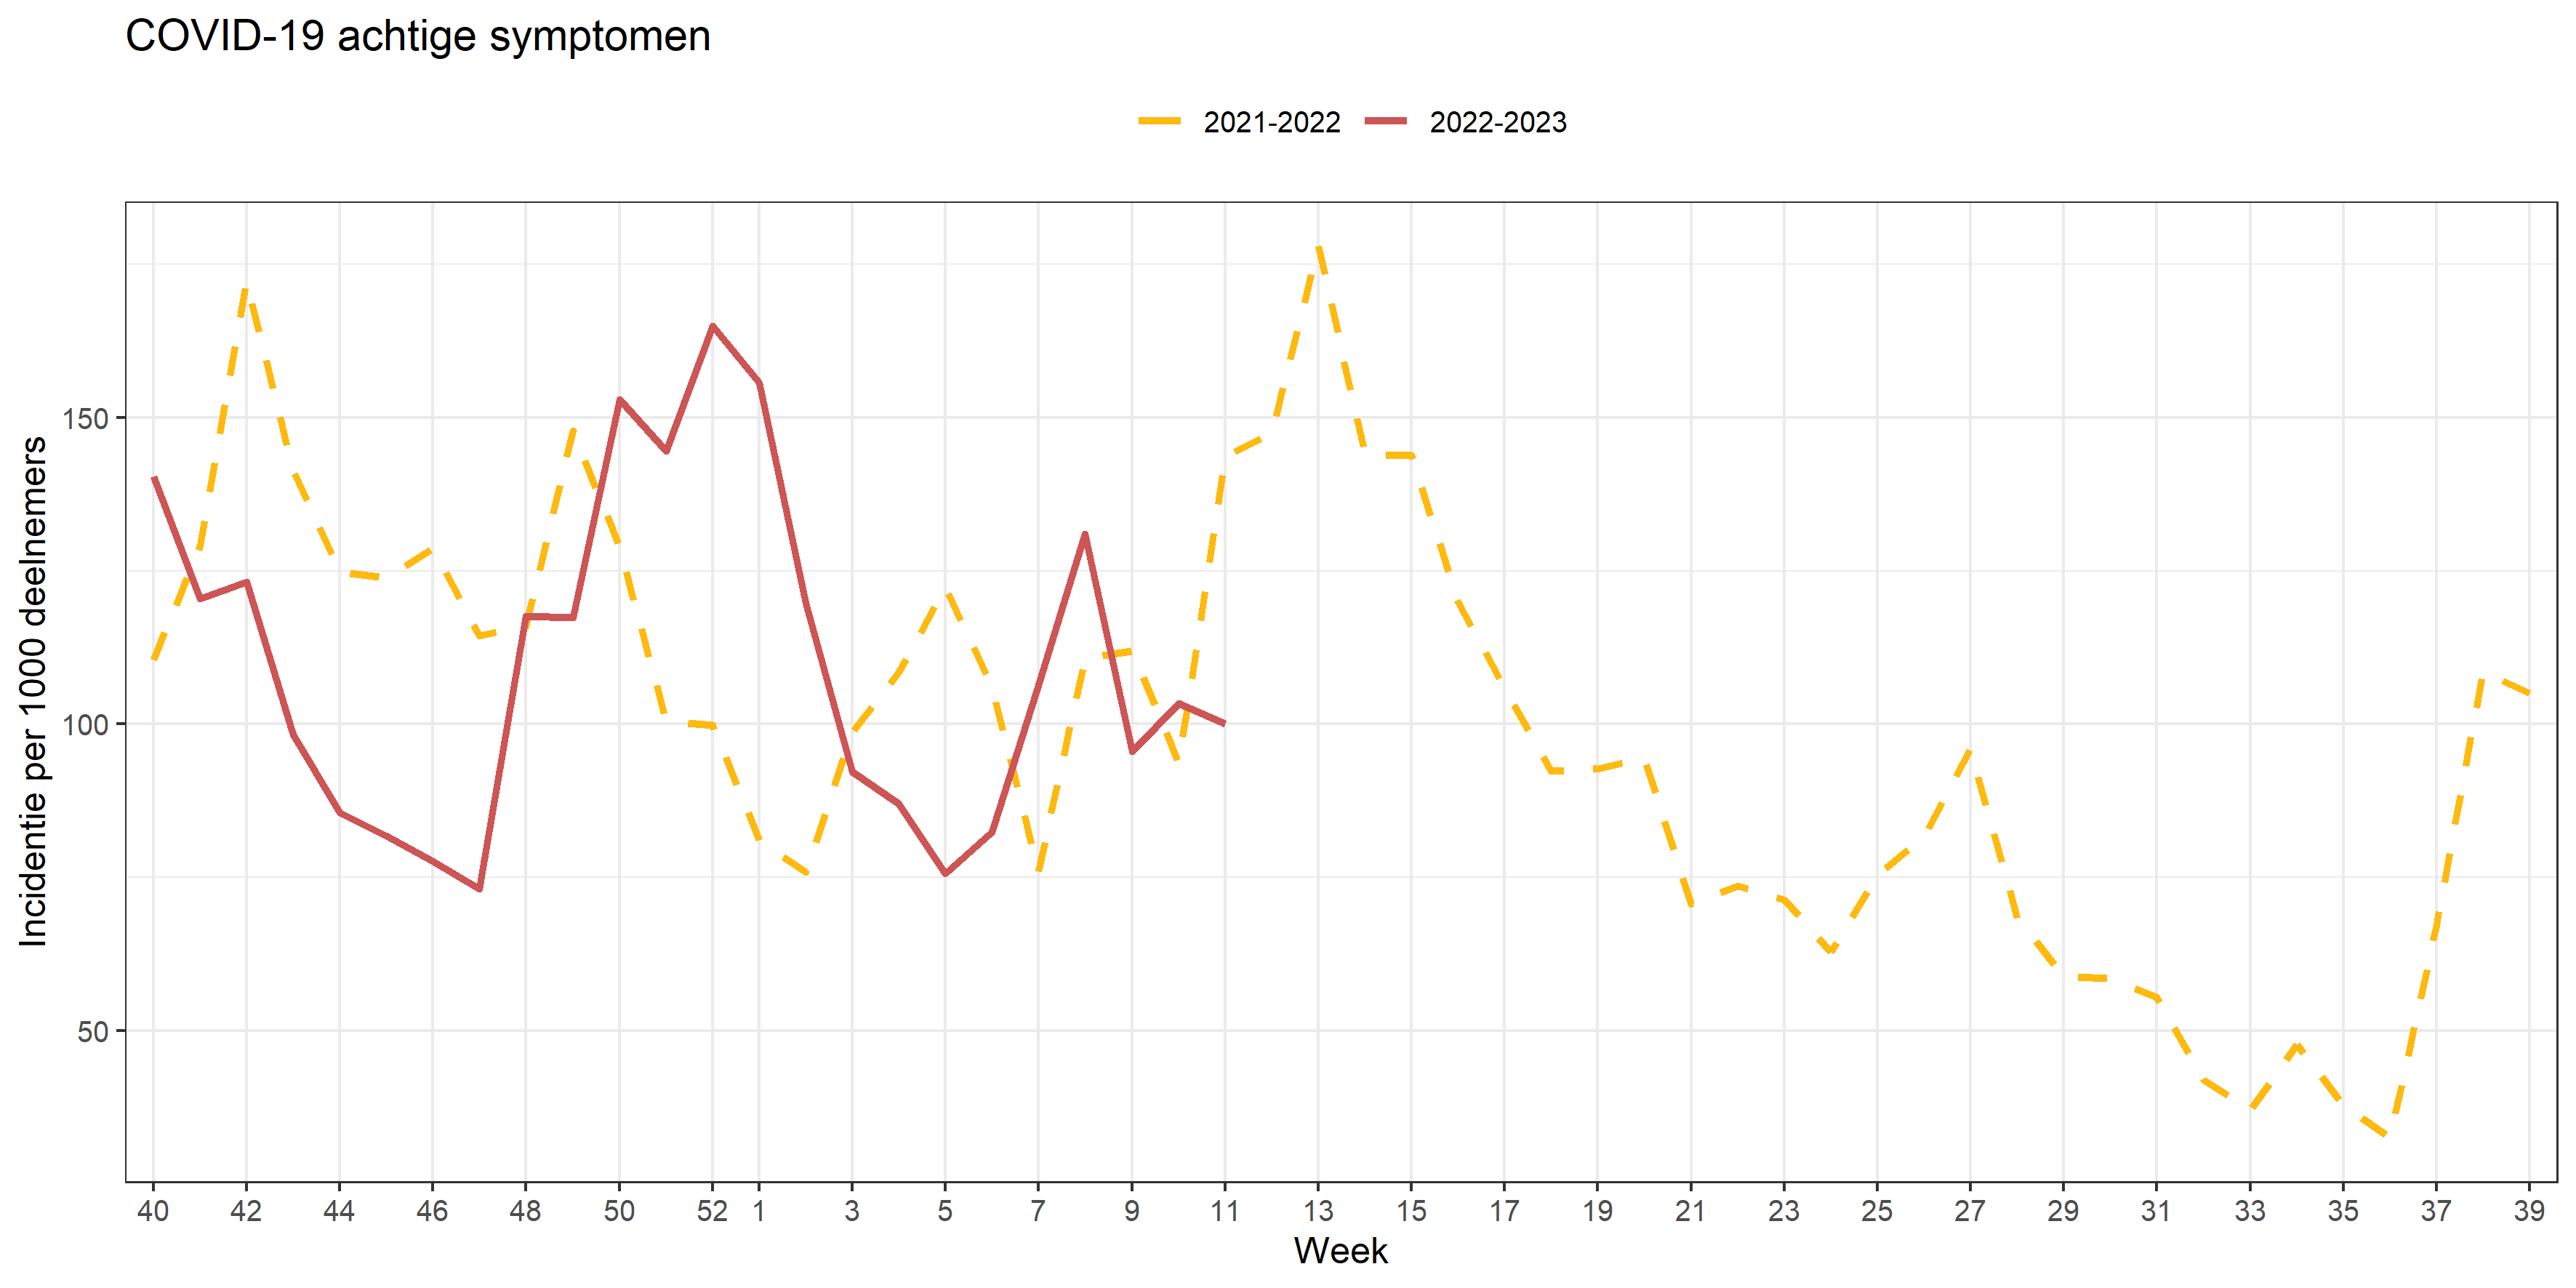 COVID-19 achtige symptomen
2021-2022 2022-2023
Incidentie per 1000 deelnemers
150
100
50
40 42 44 46 48 50 52 1 3 5 7 9 11 13 15 17 19 21 23 25 27 29 31 33 35 37 39
Week